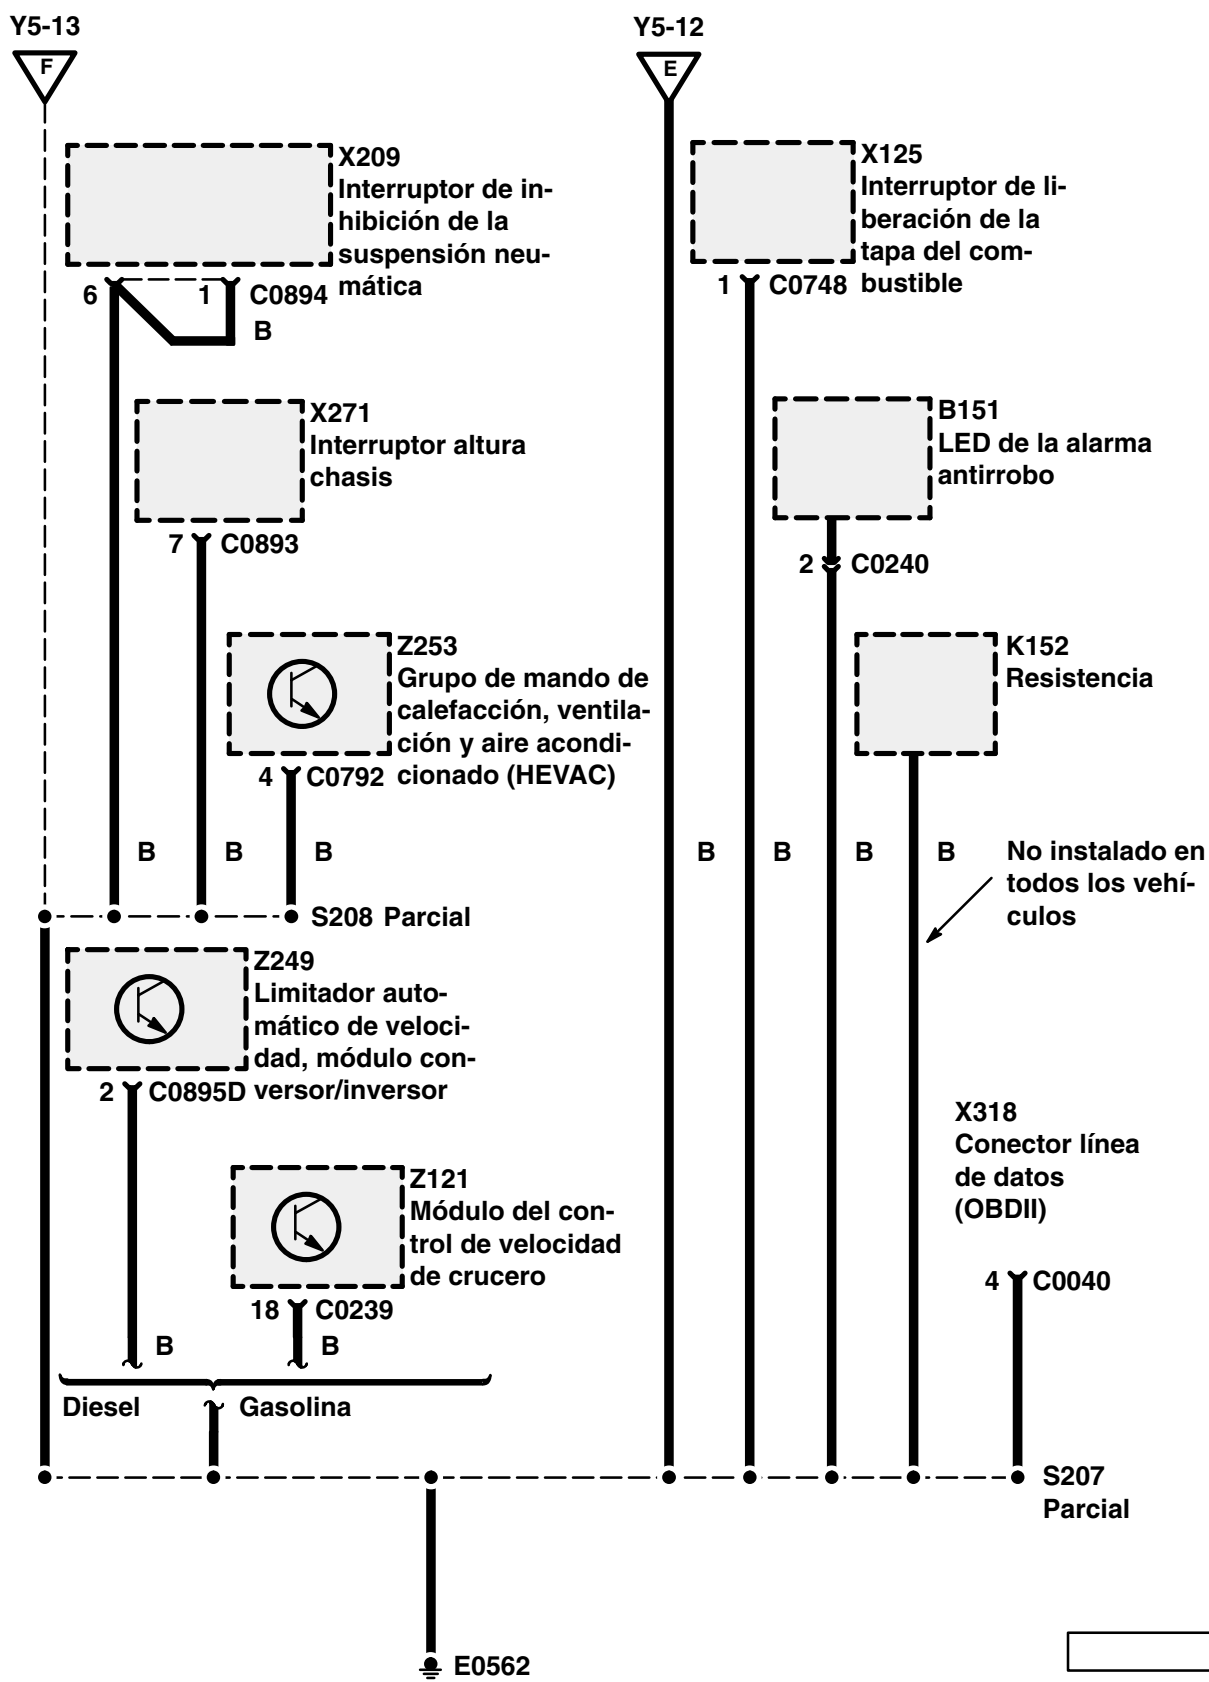 Y5-13
F
X209
Interruptor de in-
hibición de la
suspensión neu-
mática
6
1
C0894
B
X271
Interruptor altura
chasis
7
C0893
Z253
Grupo de mando de
calefacción, ventila-
ción y aire acondi-
cionado (HEVAC)
4
C0792
B
B
B
S208 Parcial
Z249
Limitador auto-
mático de veloci-
dad, módulo con-
versor/inversor
2
C0895D
B
Z121
Módulo del con-
trol de velocidad
de crucero
18
C0239
B
Diesel
Gasolina
Y5-12
E
X125
Interruptor de li-
beración de la
tapa del com-
bustible
1
C0748
B151
LED de la alarma
antirrobo
2
C0240
K152
Resistencia
B
B
B
B
No instalado en
todos los vehí-
culos
X318
Conector línea
de datos
(OBDII)
4
C0040
S207
Parcial
E0562